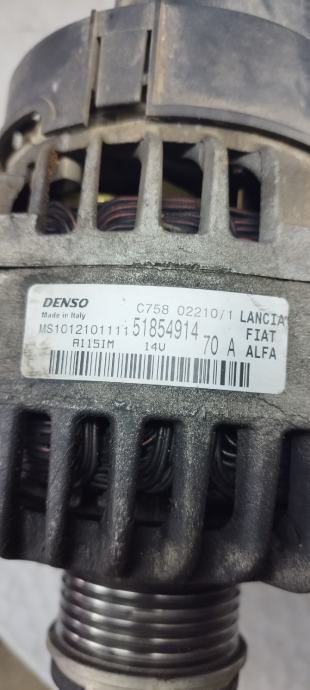 DENSO C758 02210/1 LANCIA
Made in Italy FIAT
MS1012101111 51854914 70 A ALFA
A115IM 14V